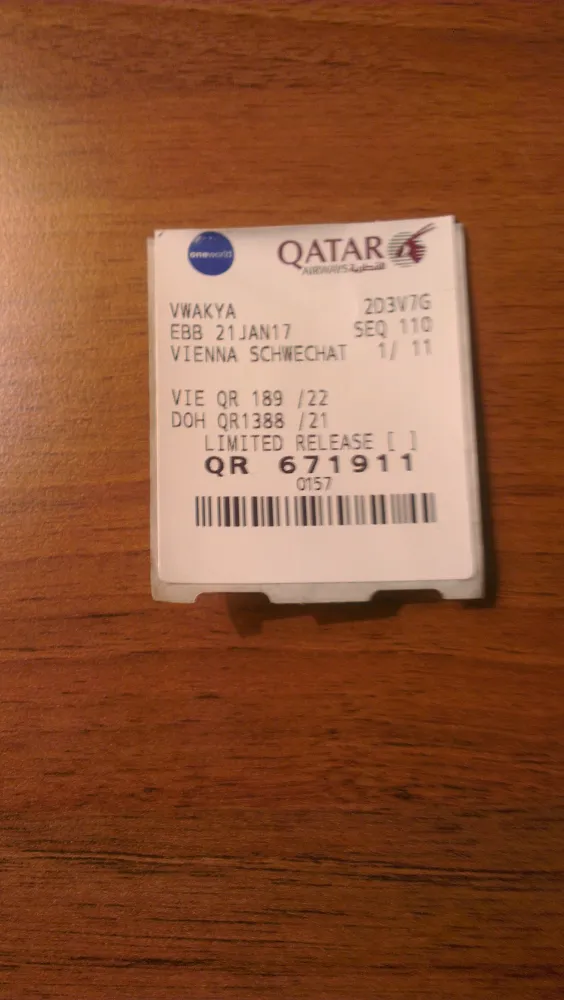 oneworld
QATAR
AIRWAYS القطرية
VWAKYA 2D3V7G
EBB 21JAN17 SEQ 110
VIENNA SCHWECHAT 1/ 11
VIE QR 189 /22
DOH QR1388 /21
LIMITED RELEASE [ ]
QR 671911
0157